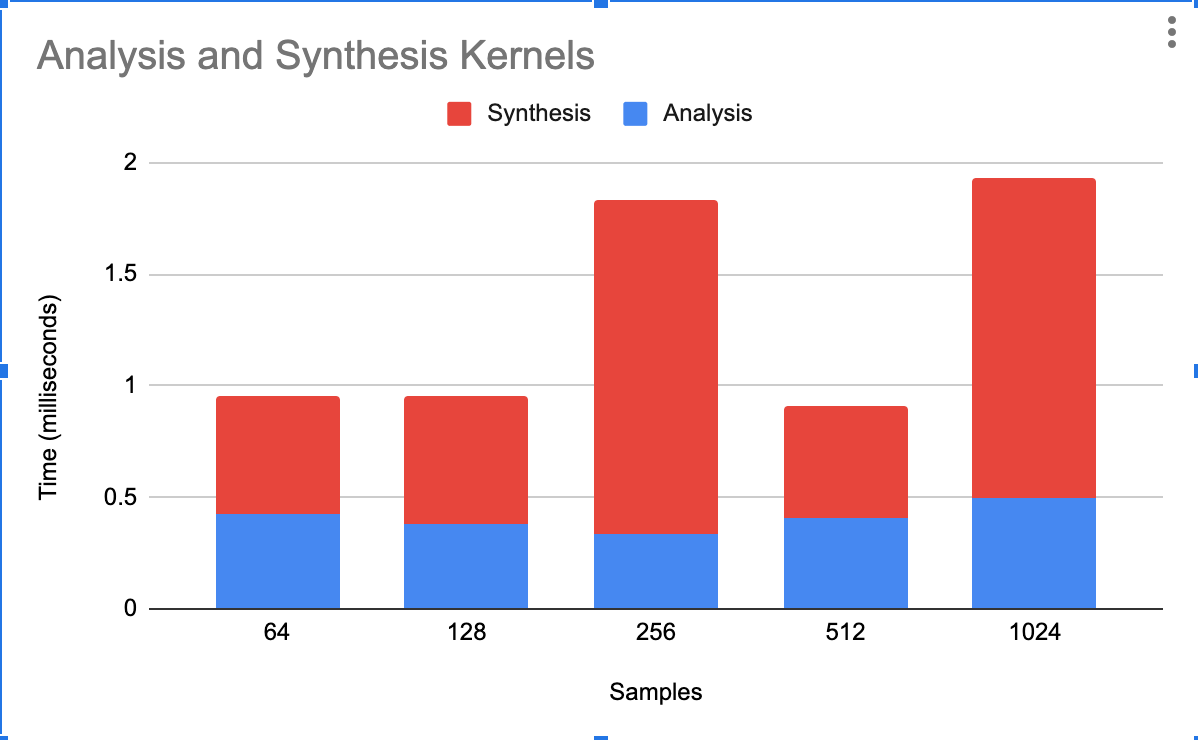 Analysis and Synthesis Kernels
Synthesis
Analysis
2
1.5
1
0.5
0
Time (milliseconds)
64
128
256
512
1024
Samples